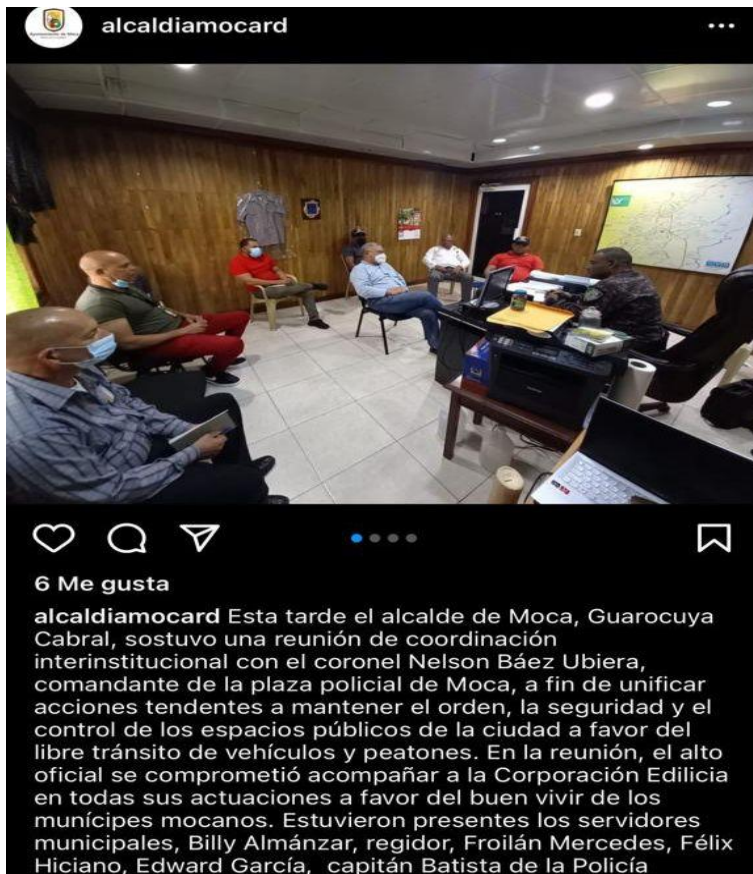 alcaldiamocard
6 Me gusta
alcaldiamocard Esta tarde el alcalde de Moca, Guarocuya
Cabral, sostuvo una reunión de coordinación
interinstitucional con el coronel Nelson Báez Ubiera,
comandante de la plaza policial de Moca, a fin de unificar
acciones tendentes a mantener el orden, la seguridad y el
control de los espacios públicos de la ciudad a favor del
libre tránsito de vehículos y peatones. En la reunión, el alto
oficial se comprometió acompañar a la Corporación Edilicia
en todas sus actuaciones a favor del buen vivir de los
munícipes mocanos. Estuvieron presentes los servidores
municipales, Billy Almánzar, regidor, Froilán Mercedes, Félix
Hiciano, Edward García, capitán Batista de la Policía